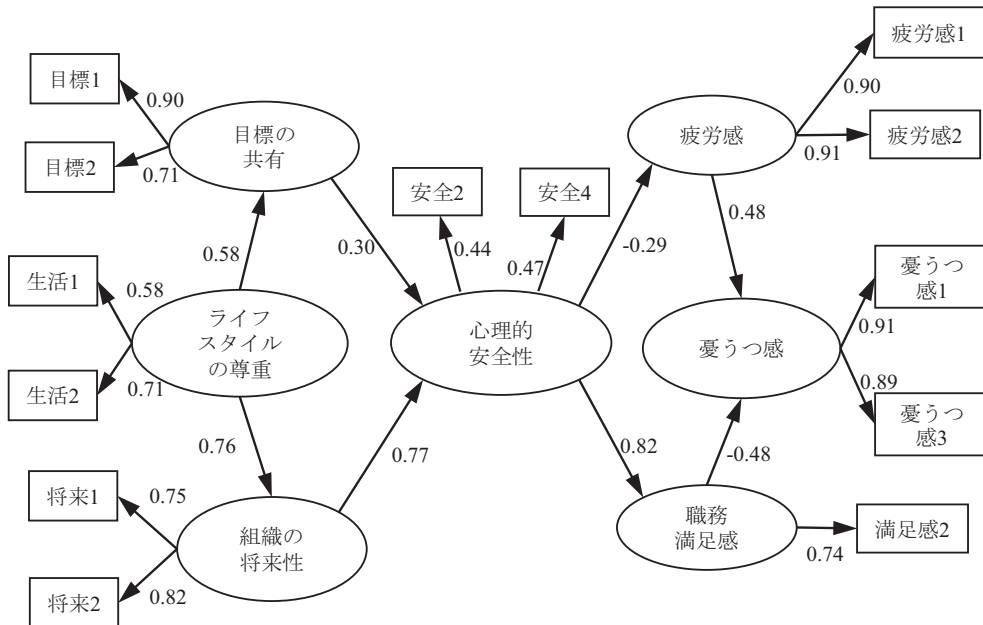 目標1
0.90
目標2
0.71
目標の
共有
0.58
0.30
生活1
0.58
生活2
0.71
ライフ
スタイル
の尊重
0.76
将来1
0.75
将来2
0.82
組織の
将来性
0.77
安全2
0.44
安全4
0.47
心理的
安全性
-0.29
0.82
疲労感
疲労感1
0.90
疲労感2
0.91
0.48
憂うつ感
憂うつ
感1
0.91
0.89
憂うつ
感3
-0.48
職務
満足感
満足感2
0.74